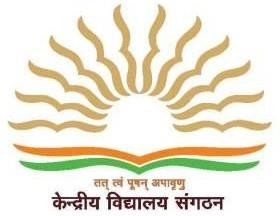 तत् त्वं पूषन् अपावृणु
केन्द्रीय विद्यालय संगठन